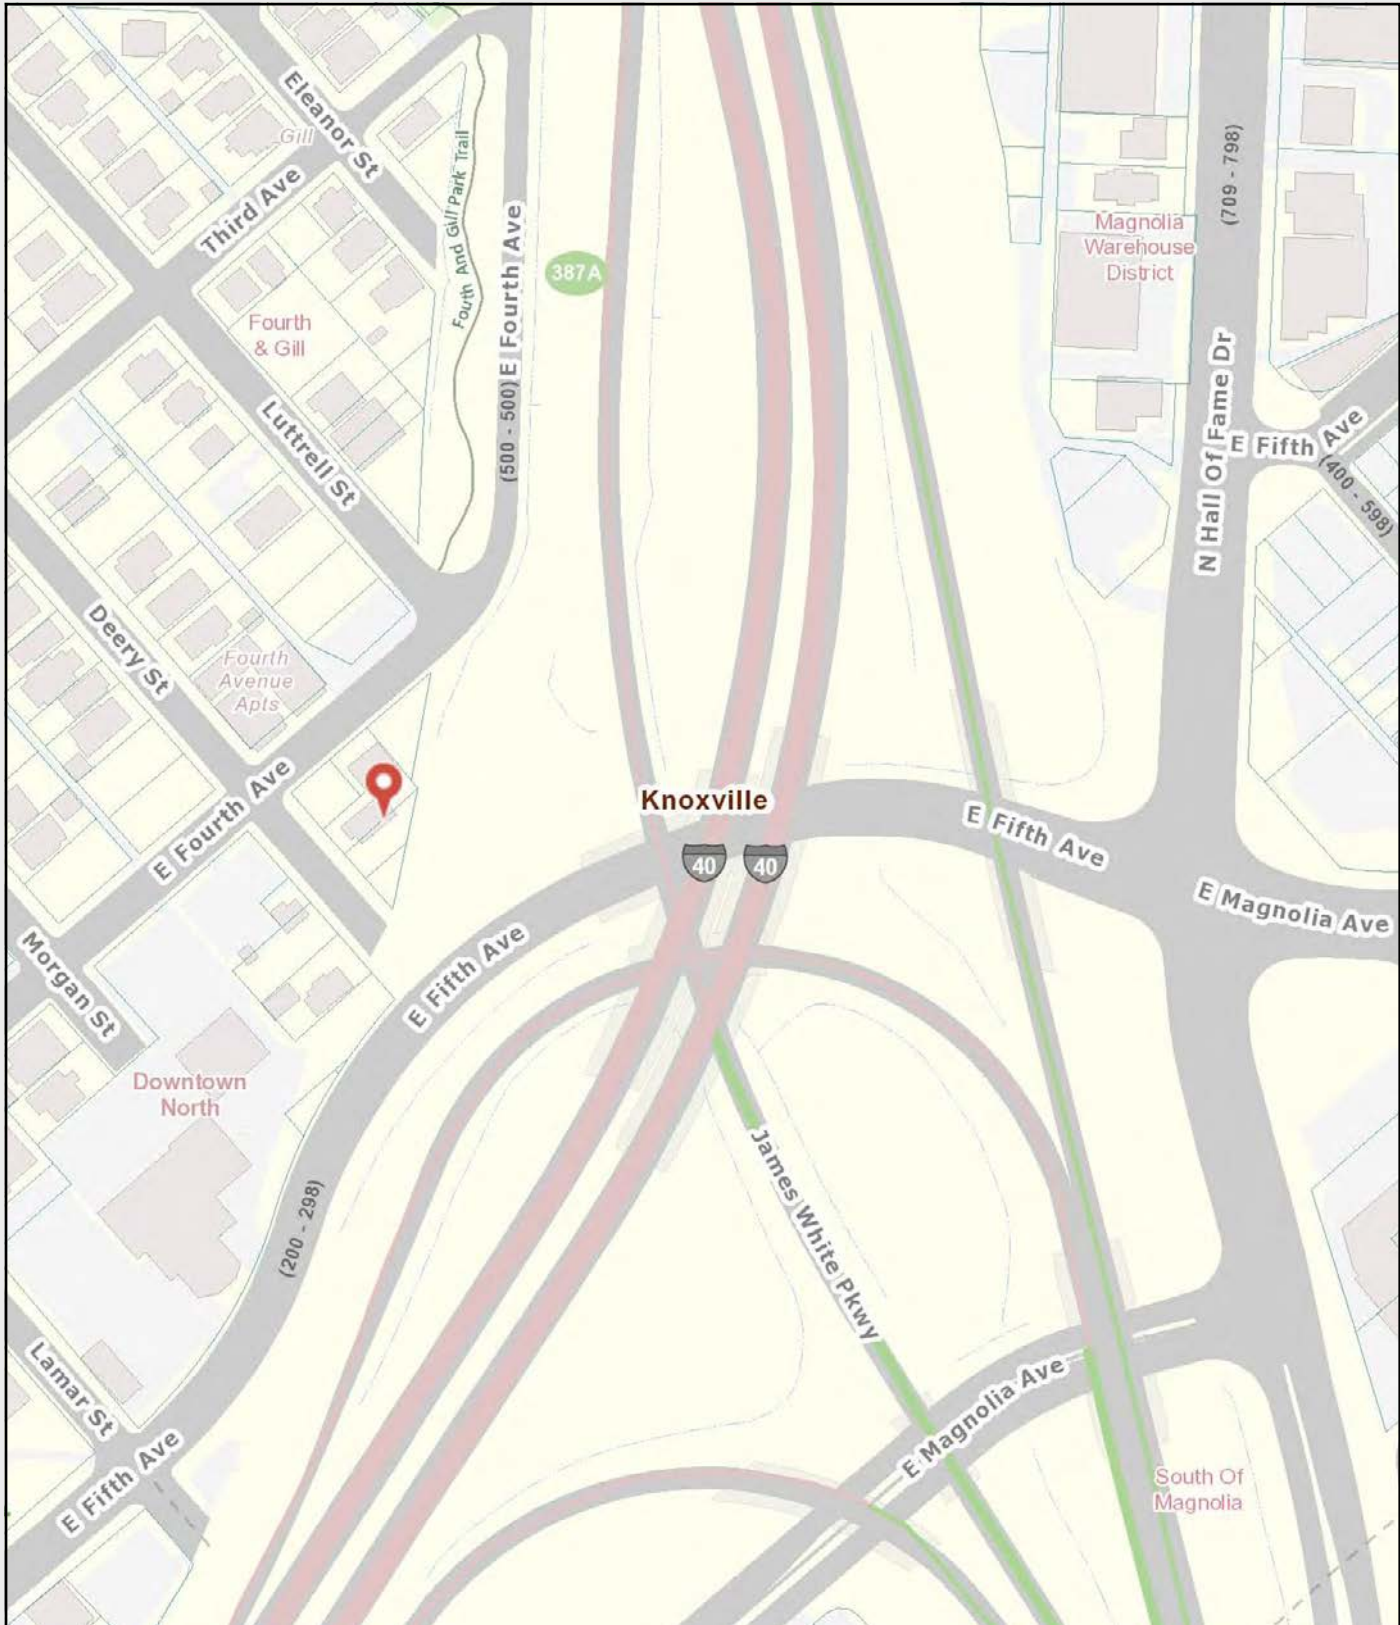 Eleanor St
Gill
Third Ave
Fouth And Gill Park Trail
E Fourth Ave
(500 - 500)
387A
(709 - 798)
Magnolia
Warehouse
District
Fourth
& Gill
N Hall Of Fame Dr
E Fifth Ave
(400 - 598)
Luttrell St
Deery St
Fourth
Avenue
Apts
E Fourth Ave
Knoxville
40
40
E Fifth Ave
E Magnolia Ave
Morgan St
E Fifth Ave
Downtown
North
James White Pkwy
(200 - 298)
Lamar St
E Fifth Ave
E Magnolia Ave
South Of
Magnolia